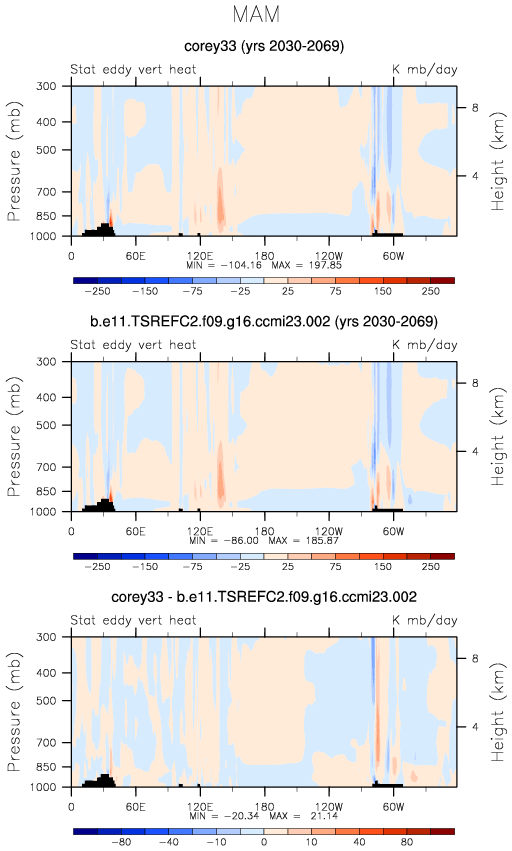 MAM
corey33 (yrs 2030-2069)
Stat eddy vert heat K mb/day
300
400
500
700
850
1000
Pressure (mb)
8
4
Height (km)
0 60E 120E 180 120W 60W
MIN = -104.16 MAX = 197.85
-250 -150 -75 -25 25 75 150 250
b.e11.TSREFC2.f09.g16.ccmi23.002 (yrs 2030-2069)
Stat eddy vert heat K mb/day
300
400
500
700
850
1000
Pressure (mb)
8
4
Height (km)
0 60E 120E 180 120W 60W
MIN = -86.00 MAX = 185.87
-250 -150 -75 -25 25 75 150 250
corey33 - b.e11.TSREFC2.f09.g16.ccmi23.002
Stat eddy vert heat K mb/day
300
400
500
700
850
1000
Pressure (mb)
8
4
Height (km)
0 60E 120E 180 120W 60W
MIN = -20.34 MAX = 21.14
-80 -40 -10 0 10 40 80